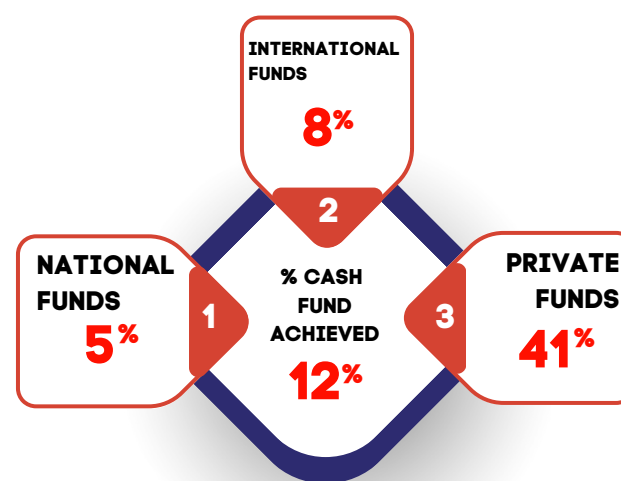 INTERNATIONAL
FUNDS
8%
2
NATIONAL
FUNDS
5%
1
% CASH
FUND
ACHIEVED
12%
3
PRIVATE
FUNDS
41%